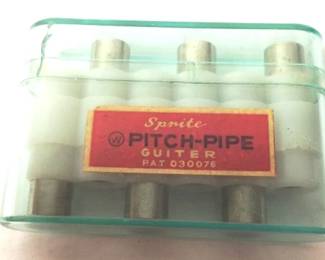 Sprite
W PITCH-PIPE
GUITER
PAT 030076